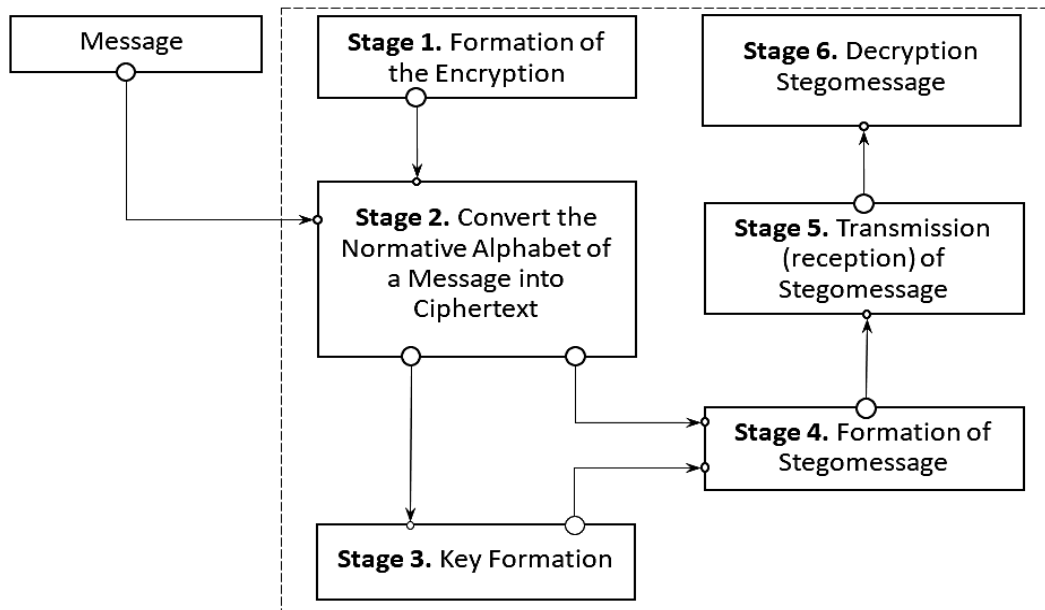 Message
Stage 1. Formation of
the Encryption
Stage 2. Convert the
Normative Alphabet of
a Message into
Ciphertext
Stage 3. Key Formation
Stage 4. Formation of
Stegomessage
Stage 5. Transmission
(reception) of
Stegomessage
Stage 6. Decryption
Stegomessage